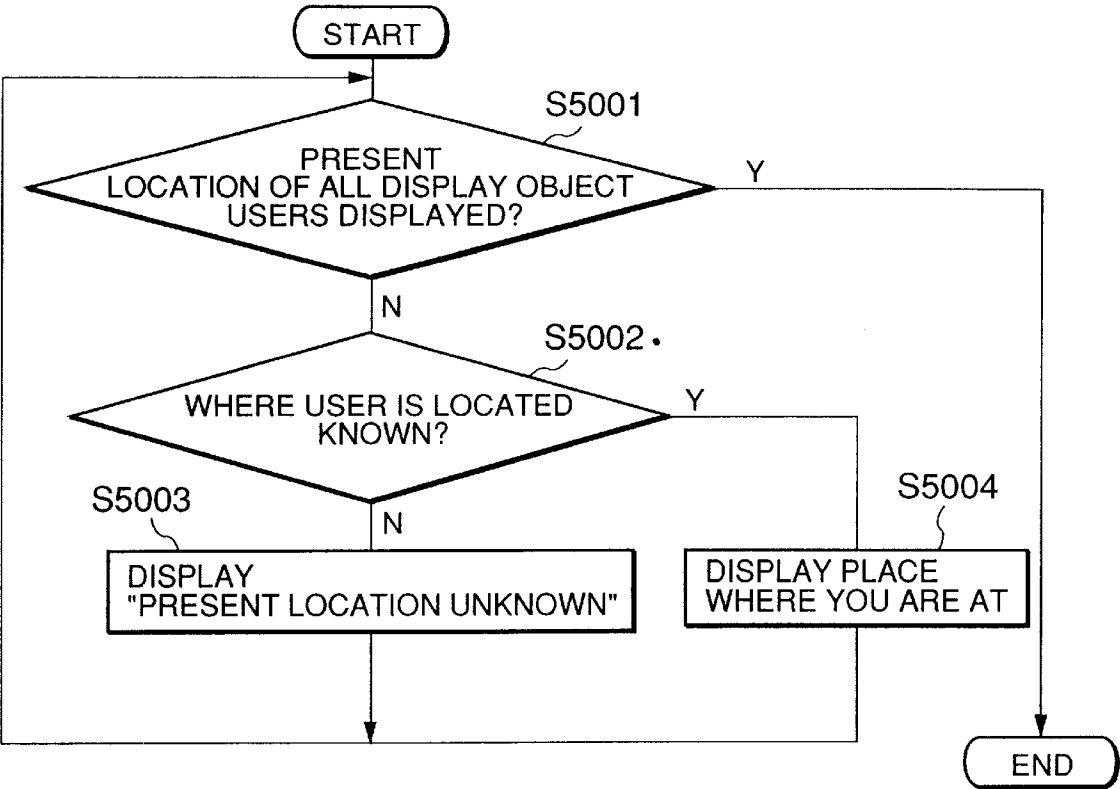 START
S5001
PRESENT
LOCATION OF ALL DISPLAY OBJECT
USERS DISPLAYED?
Y
N
S5002
WHERE USER IS LOCATED
KNOWN?
Y
N
S5003
DISPLAY
"PRESENT LOCATION UNKNOWN"
S5004
DISPLAY PLACE
WHERE YOU ARE AT
END